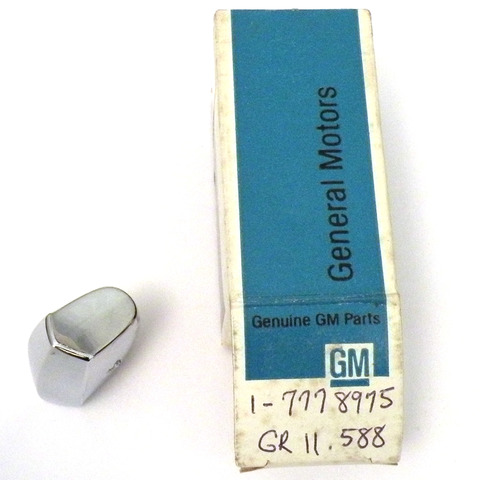 General Motors
Genuine GM Parts
GM
1-7778975
GR 11.588